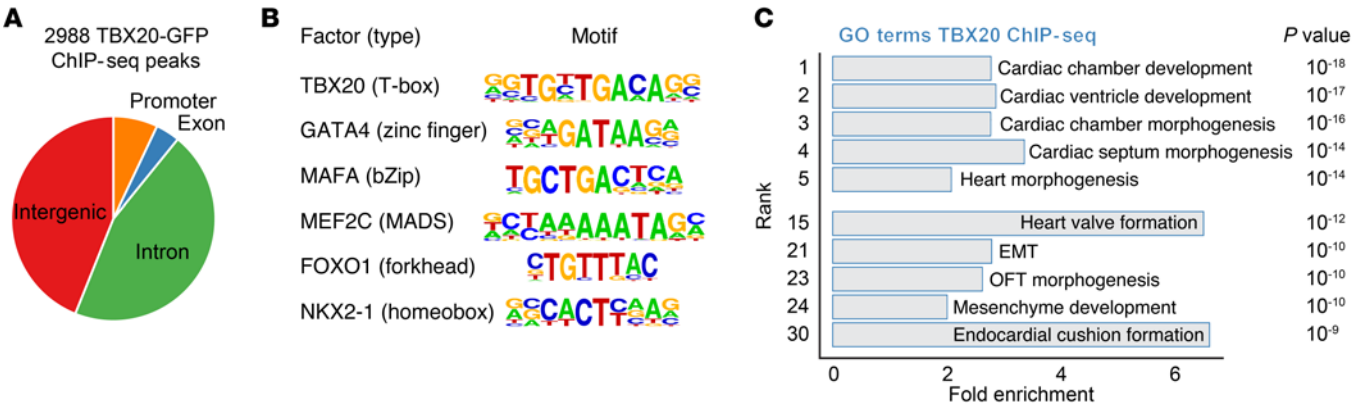 A
2988 TBX20-GFP
ChIP-seq peaks
Promoter
Exon
Intergenic
Intron
B
Factor (type) Motif
TBX20 (T-box)
GATA4 (zinc finger)
MAFA (bZip)
MEF2C (MADS)
FOXO1 (forkhead)
NKX2-1 (homeobox)
C
GO terms TBX20 ChIP-seq P value
Rank
1 Cardiac chamber development 10⁻¹⁸
2 Cardiac ventricle development 10⁻¹⁷
3 Cardiac chamber morphogenesis 10⁻¹⁶
4 Cardiac septum morphogenesis 10⁻¹⁴
5 Heart morphogenesis 10⁻¹⁴
15 Heart valve formation 10⁻¹²
21 EMT 10⁻¹⁰
23 OFT morphogenesis 10⁻¹⁰
24 Mesenchyme development 10⁻¹⁰
30 Endocardial cushion formation 10⁻⁹
0 2 4 6
Fold enrichment